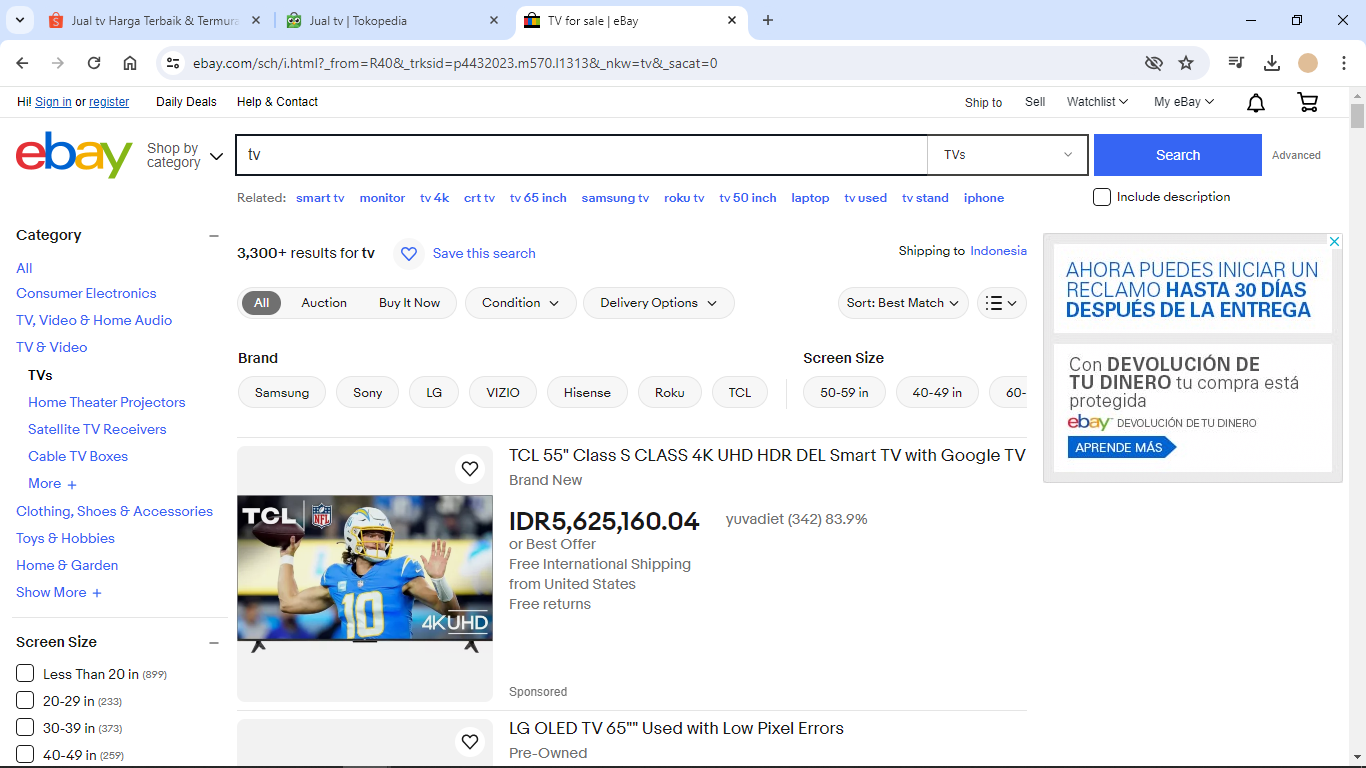 Jual tv Harga Terbaik & Termura
Jual tv | Tokopedia
TV for sale | eBay
ebay.com/sch/i.html?_from=R40&_trksid=p4432023.m570.l1313&_nkw=tv&_sacat=0
Hi! Sign in or register
Daily Deals
Help & Contact
Ship to
Sell
Watchlist
My eBay
ebay
Shop by
category
tv
TVs
Search
Advanced
Related: smart tv monitor tv 4k crt tv tv 65 inch samsung tv roku tv tv 50 inch laptop tv used tv stand iphone
Include description
Category
All
Consumer Electronics
TV, Video & Home Audio
TV & Video
TVs
Home Theater Projectors
Satellite TV Receivers
Cable TV Boxes
More +
Clothing, Shoes & Accessories
Toys & Hobbies
Home & Garden
Show More +
Screen Size
Less Than 20 in (899)
20-29 in (233)
30-39 in (373)
40-49 in (259)
3,300+ results for tv
Save this search
Shipping to Indonesia
All
Auction
Buy It Now
Condition
Delivery Options
Sort: Best Match
Brand
Samsung
Sony
LG
VIZIO
Hisense
Roku
TCL
Screen Size
50-59 in
40-49 in
60-
TCL
NFL
10
4K UHD
TCL 55" Class S CLASS 4K UHD HDR DEL Smart TV with Google TV
Brand New
IDR5,625,160.04
yuvadiet (342) 83.9%
or Best Offer
Free International Shipping
from United States
Free returns
Sponsored
LG OLED TV 65"" Used with Low Pixel Errors
Pre-Owned
AHORA PUEDES INICIAR UN
RECLAMO HASTA 30 DÍAS
DESPUÉS DE LA ENTREGA
Con DEVOLUCIÓN DE
TU DINERO tu compra está
protegida
ebay DEVOLUCIÓN DE TU DINERO
APRENDE MÁS